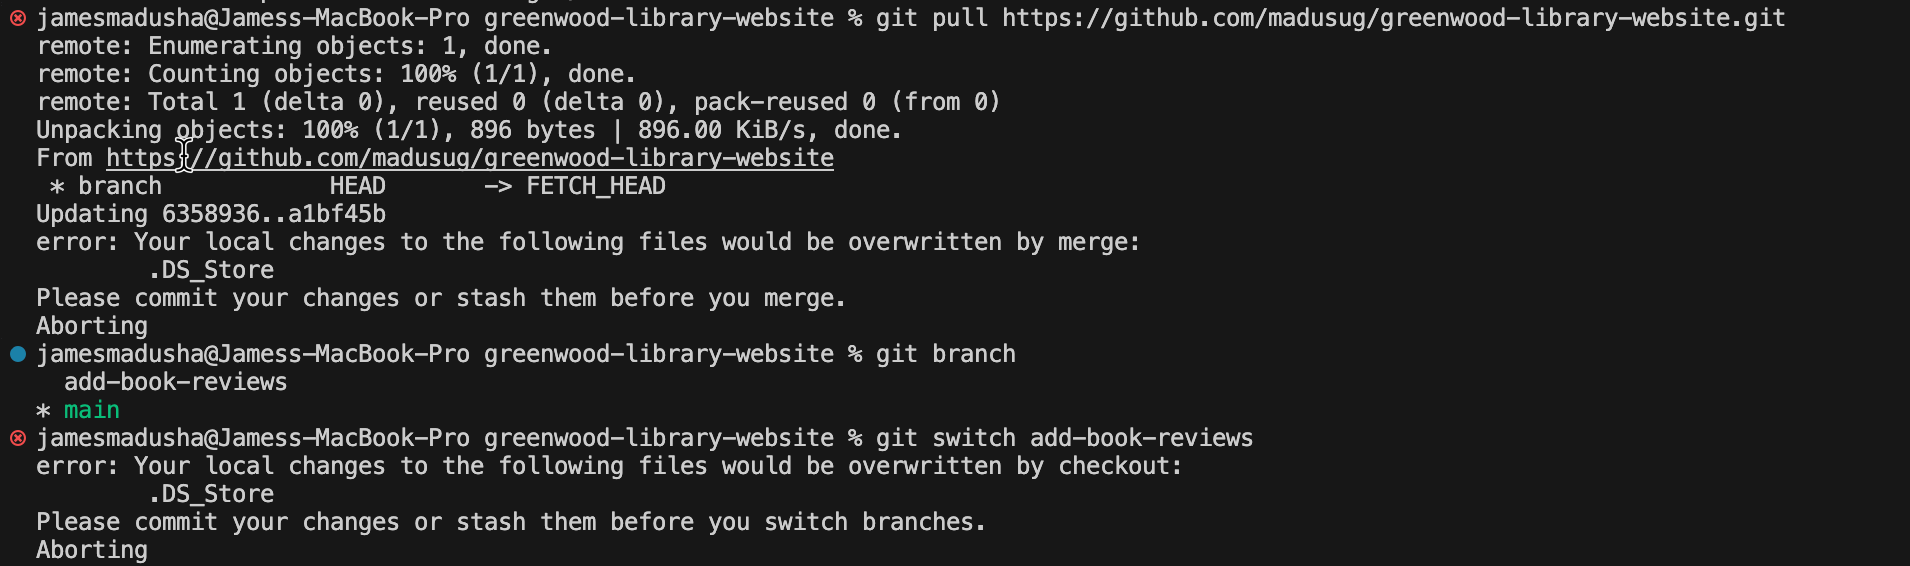 jamesmadusha@Jamess-MacBook-Pro greenwood-library-website % git pull https://github.com/madusug/greenwood-library-website.git
remote: Enumerating objects: 1, done.
remote: Counting objects: 100% (1/1), done.
remote: Total 1 (delta 0), reused 0 (delta 0), pack-reused 0 (from 0)
Unpacking objects: 100% (1/1), 896 bytes | 896.00 KiB/s, done.
From https://github.com/madusug/greenwood-library-website
 * branch            HEAD       -> FETCH_HEAD
Updating 6358936..a1bf45b
error: Your local changes to the following files would be overwritten by merge:
        .DS_Store
Please commit your changes or stash them before you merge.
Aborting
jamesmadusha@Jamess-MacBook-Pro greenwood-library-website % git branch
  add-book-reviews
* main
jamesmadusha@Jamess-MacBook-Pro greenwood-library-website % git switch add-book-reviews
error: Your local changes to the following files would be overwritten by checkout:
        .DS_Store
Please commit your changes or stash them before you switch branches.
Aborting